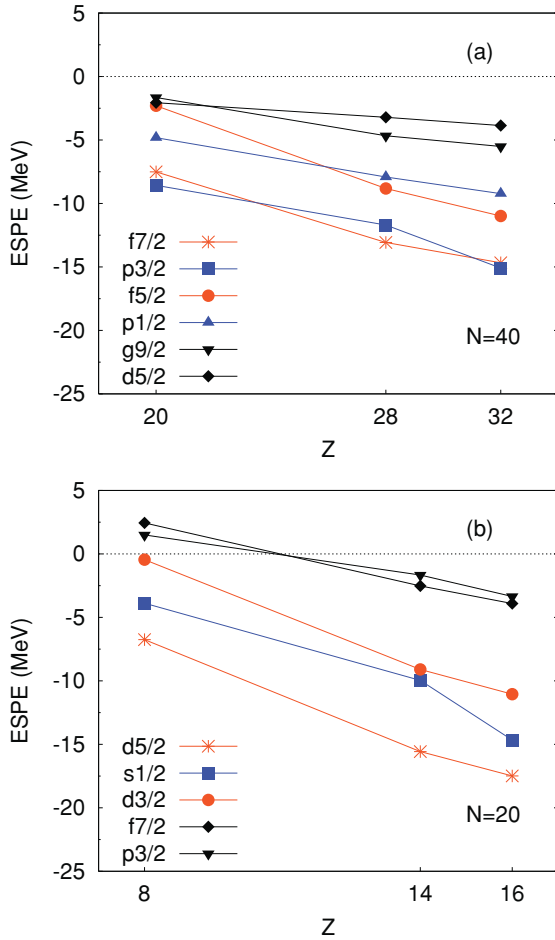 5
(a)
0
-5
-10
-15
-20
-25
ESPE (MeV)
f7/2
p3/2
f5/2
p1/2
g9/2
d5/2
N=40
20 28 32
Z
5
(b)
0
-5
-10
-15
-20
-25
ESPE (MeV)
d5/2
s1/2
d3/2
f7/2
p3/2
N=20
8 14 16
Z